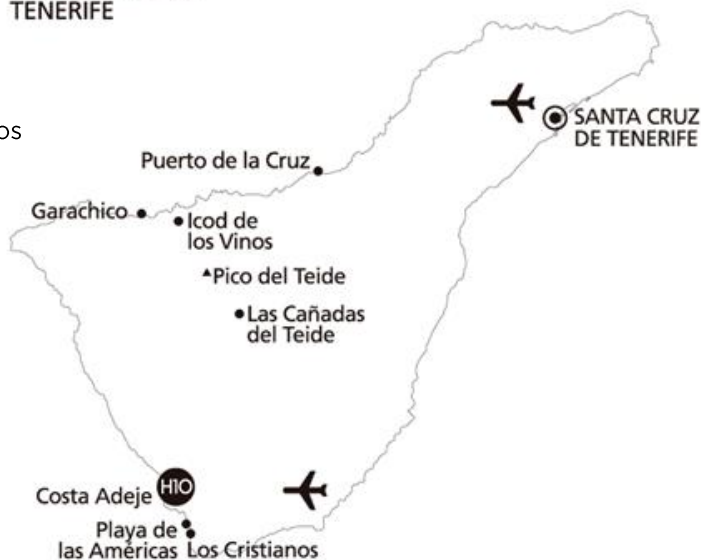 TENERIFE
os
SANTA CRUZ
DE TENERIFE
Puerto de la Cruz
Garachico
Icod de
los Vinos
Pico del Teide
Las Cañadas
del Teide
H10
Costa Adeje
Playa de
las Américas
Los Cristianos